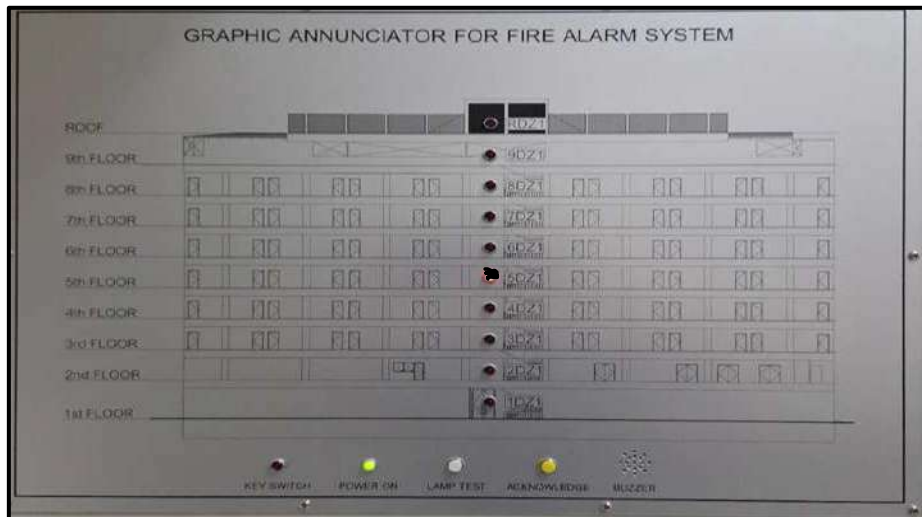 GRAPHIC ANNUNCIATOR FOR FIRE ALARM SYSTEM
ROOF RDZ1
9th FLOOR 9DZ1
8th FLOOR 8DZ1
7th FLOOR 7DZ1
6th FLOOR 6DZ1
5th FLOOR 5DZ1
4th FLOOR 4DZ1
3rd FLOOR 3DZ1
2nd FLOOR 2DZ1
1st FLOOR 1DZ1
KEY SWITCH POWER ON LAMP TEST ACKNOWLEDGE BUZZER